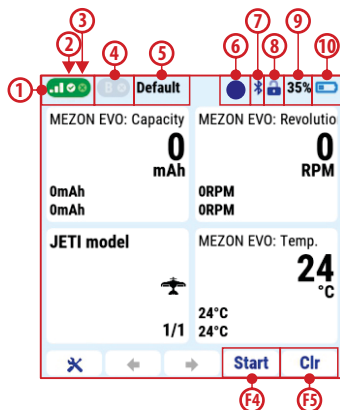 3
2 4 5 6 7 8 9 10
1 B Default 35%
MEZON EVO: Capacity
0
mAh
0mAh
0mAh
MEZON EVO: Revolutio
0
RPM
0RPM
0RPM
JETI model
1/1
MEZON EVO: Temp.
24
°C
24°C
24°C
Start Clr
F4 F5